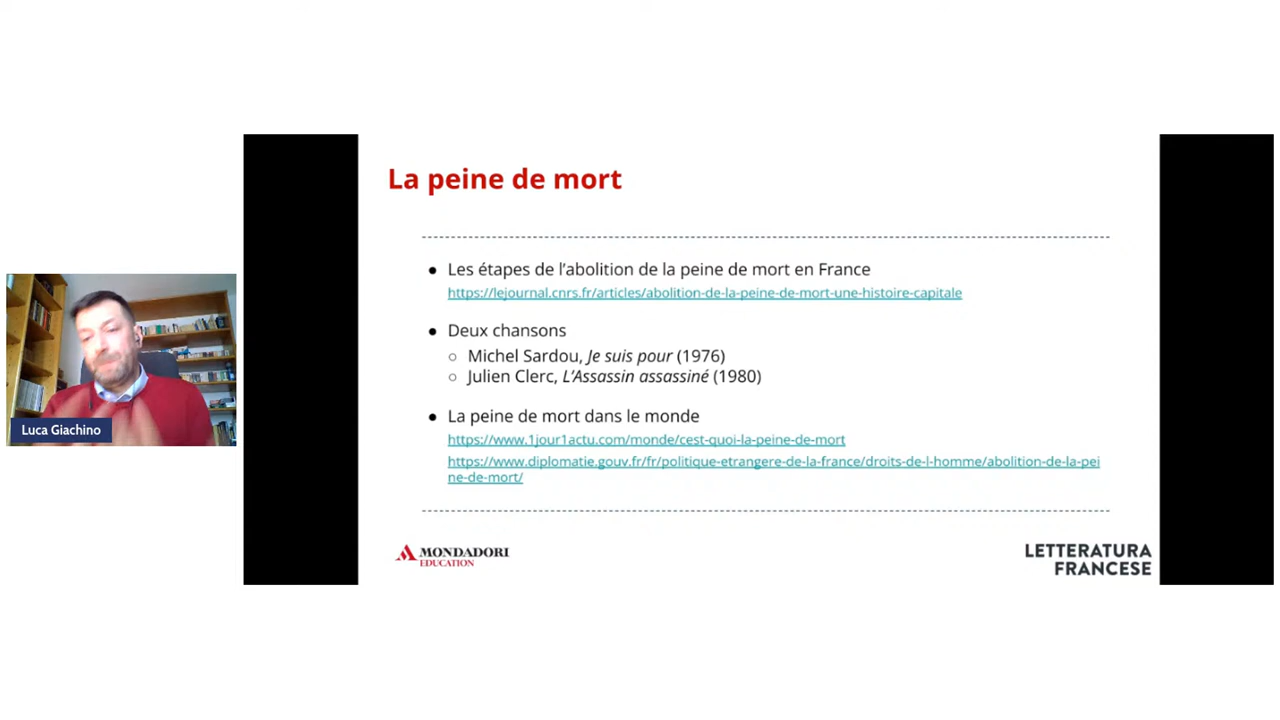 La peine de mort
● Les étapes de l’abolition de la peine de mort en France
https://lejournal.cnrs.fr/articles/abolition-de-la-peine-de-mort-une-histoire-capitale
● Deux chansons
○ Michel Sardou, Je suis pour (1976)
○ Julien Clerc, L’Assassin assassiné (1980)
● La peine de mort dans le monde
https://www.1jour1actu.com/monde/cest-quoi-la-peine-de-mort
https://www.diplomatie.gouv.fr/fr/politique-etrangere-de-la-france/droits-de-l-homme/abolition-de-la-pei
ne-de-mort/
Luca Giachino
MONDADORI
EDUCATION
LETTERATURA
FRANCESE